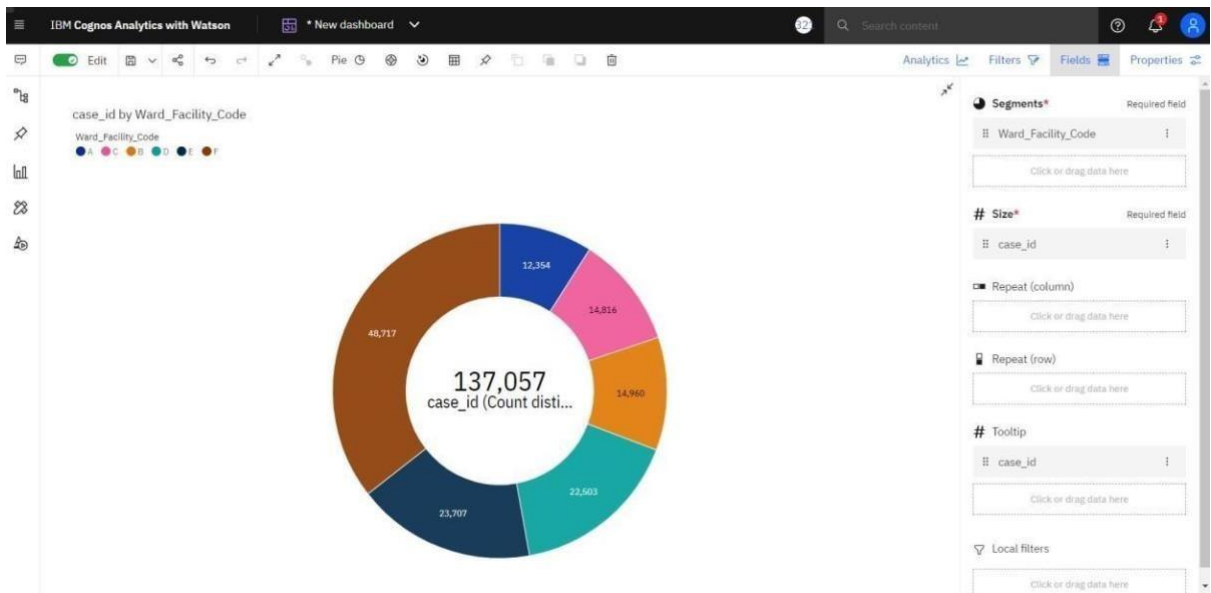 IBM Cognos Analytics with Watson
* New dashboard
Search content
Edit
Pie
Analytics
Filters
Fields
Properties
case_id by Ward_Facility_Code
Ward_Facility_Code
A C B D E F
12,354
14,816
48,717
137,057
case_id (Count disti...
14,960
22,503
23,707
Segments* Required field
Ward_Facility_Code
Click or drag data here
# Size* Required field
case_id
Repeat (column)
Click or drag data here
Repeat (row)
Click or drag data here
# Tooltip
case_id
Click or drag data here
Local filters
Click or drag data here